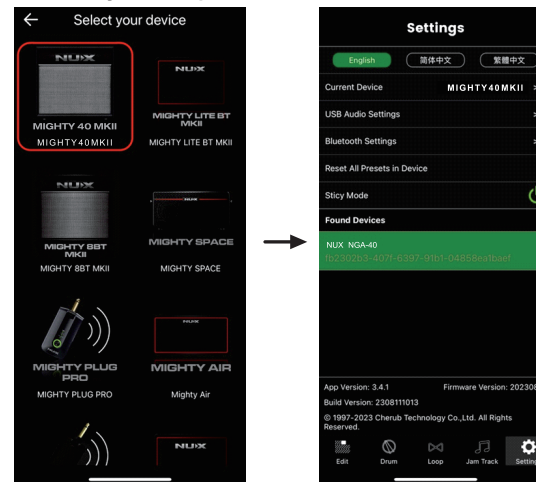 ← Select your device
NUX
NUX
MIGHTY 40 MKII
MIGHTY40MKII
MIGHTY LITE BT
MKII
MIGHTY LITE BT MKII
NUX
NUX
MIGHTY 8BT
MKII
MIGHTY 8BT MKII
MIGHTY SPACE
MIGHTY SPACE
NUX
MIGHTY PLUG
PRO
MIGHTY PLUG PRO
MIGHTY AIR
Mighty Air
NUX
Settings
English 简体中文 繁體中文
Current Device MIGHTY40MKII >
USB Audio Settings >
Bluetooth Settings >
Reset All Presets in Device
Sticy Mode
Found Devices
NUX NGA-40
fb2302b3-407f-6397-91b1-04858ea1baef
App Version: 3.4.1 Firmware Version: 202308
Build Version: 2308111013
© 1997-2023 Cherub Technology Co.,Ltd. All Rights
Reserved.
Edit Drum Loop Jam Track Setting